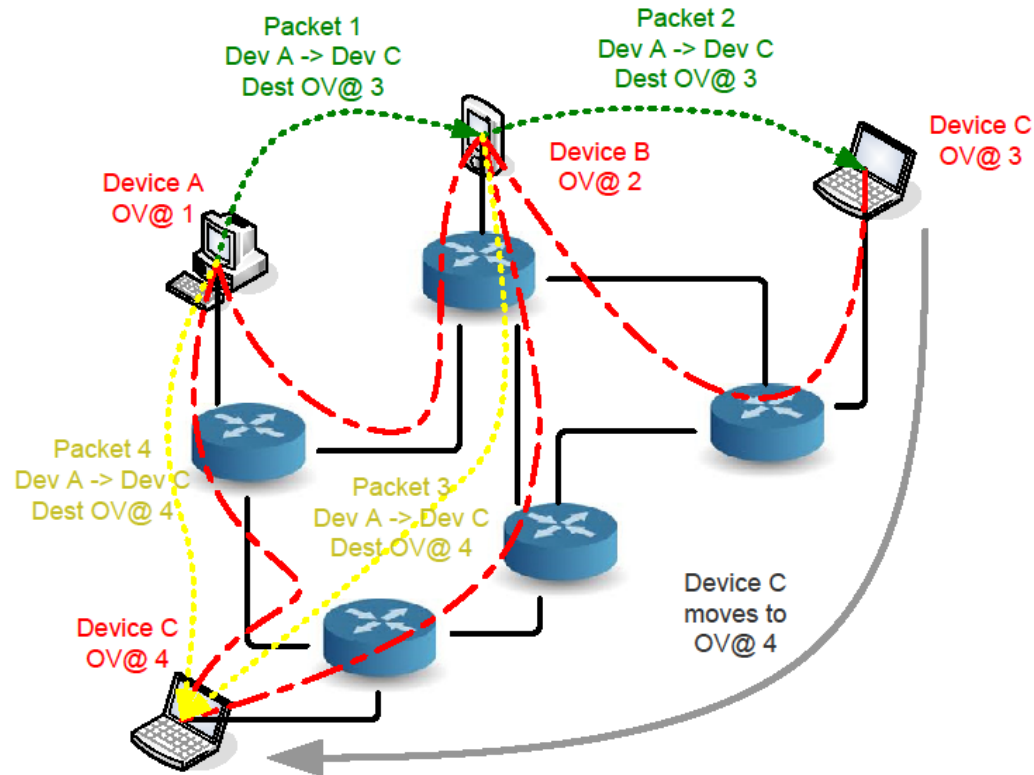 Packet 1
Dev A -> Dev C
Dest OV@ 3
Packet 2
Dev A -> Dev C
Dest OV@ 3
Device C
OV@ 3
Device B
OV@ 2
Device A
OV@ 1
Packet 4
Dev A -> Dev C
Dest OV@ 4
Packet 3
Dev A -> Dev C
Dest OV@ 4
Device C
moves to
OV@ 4
Device C
OV@ 4